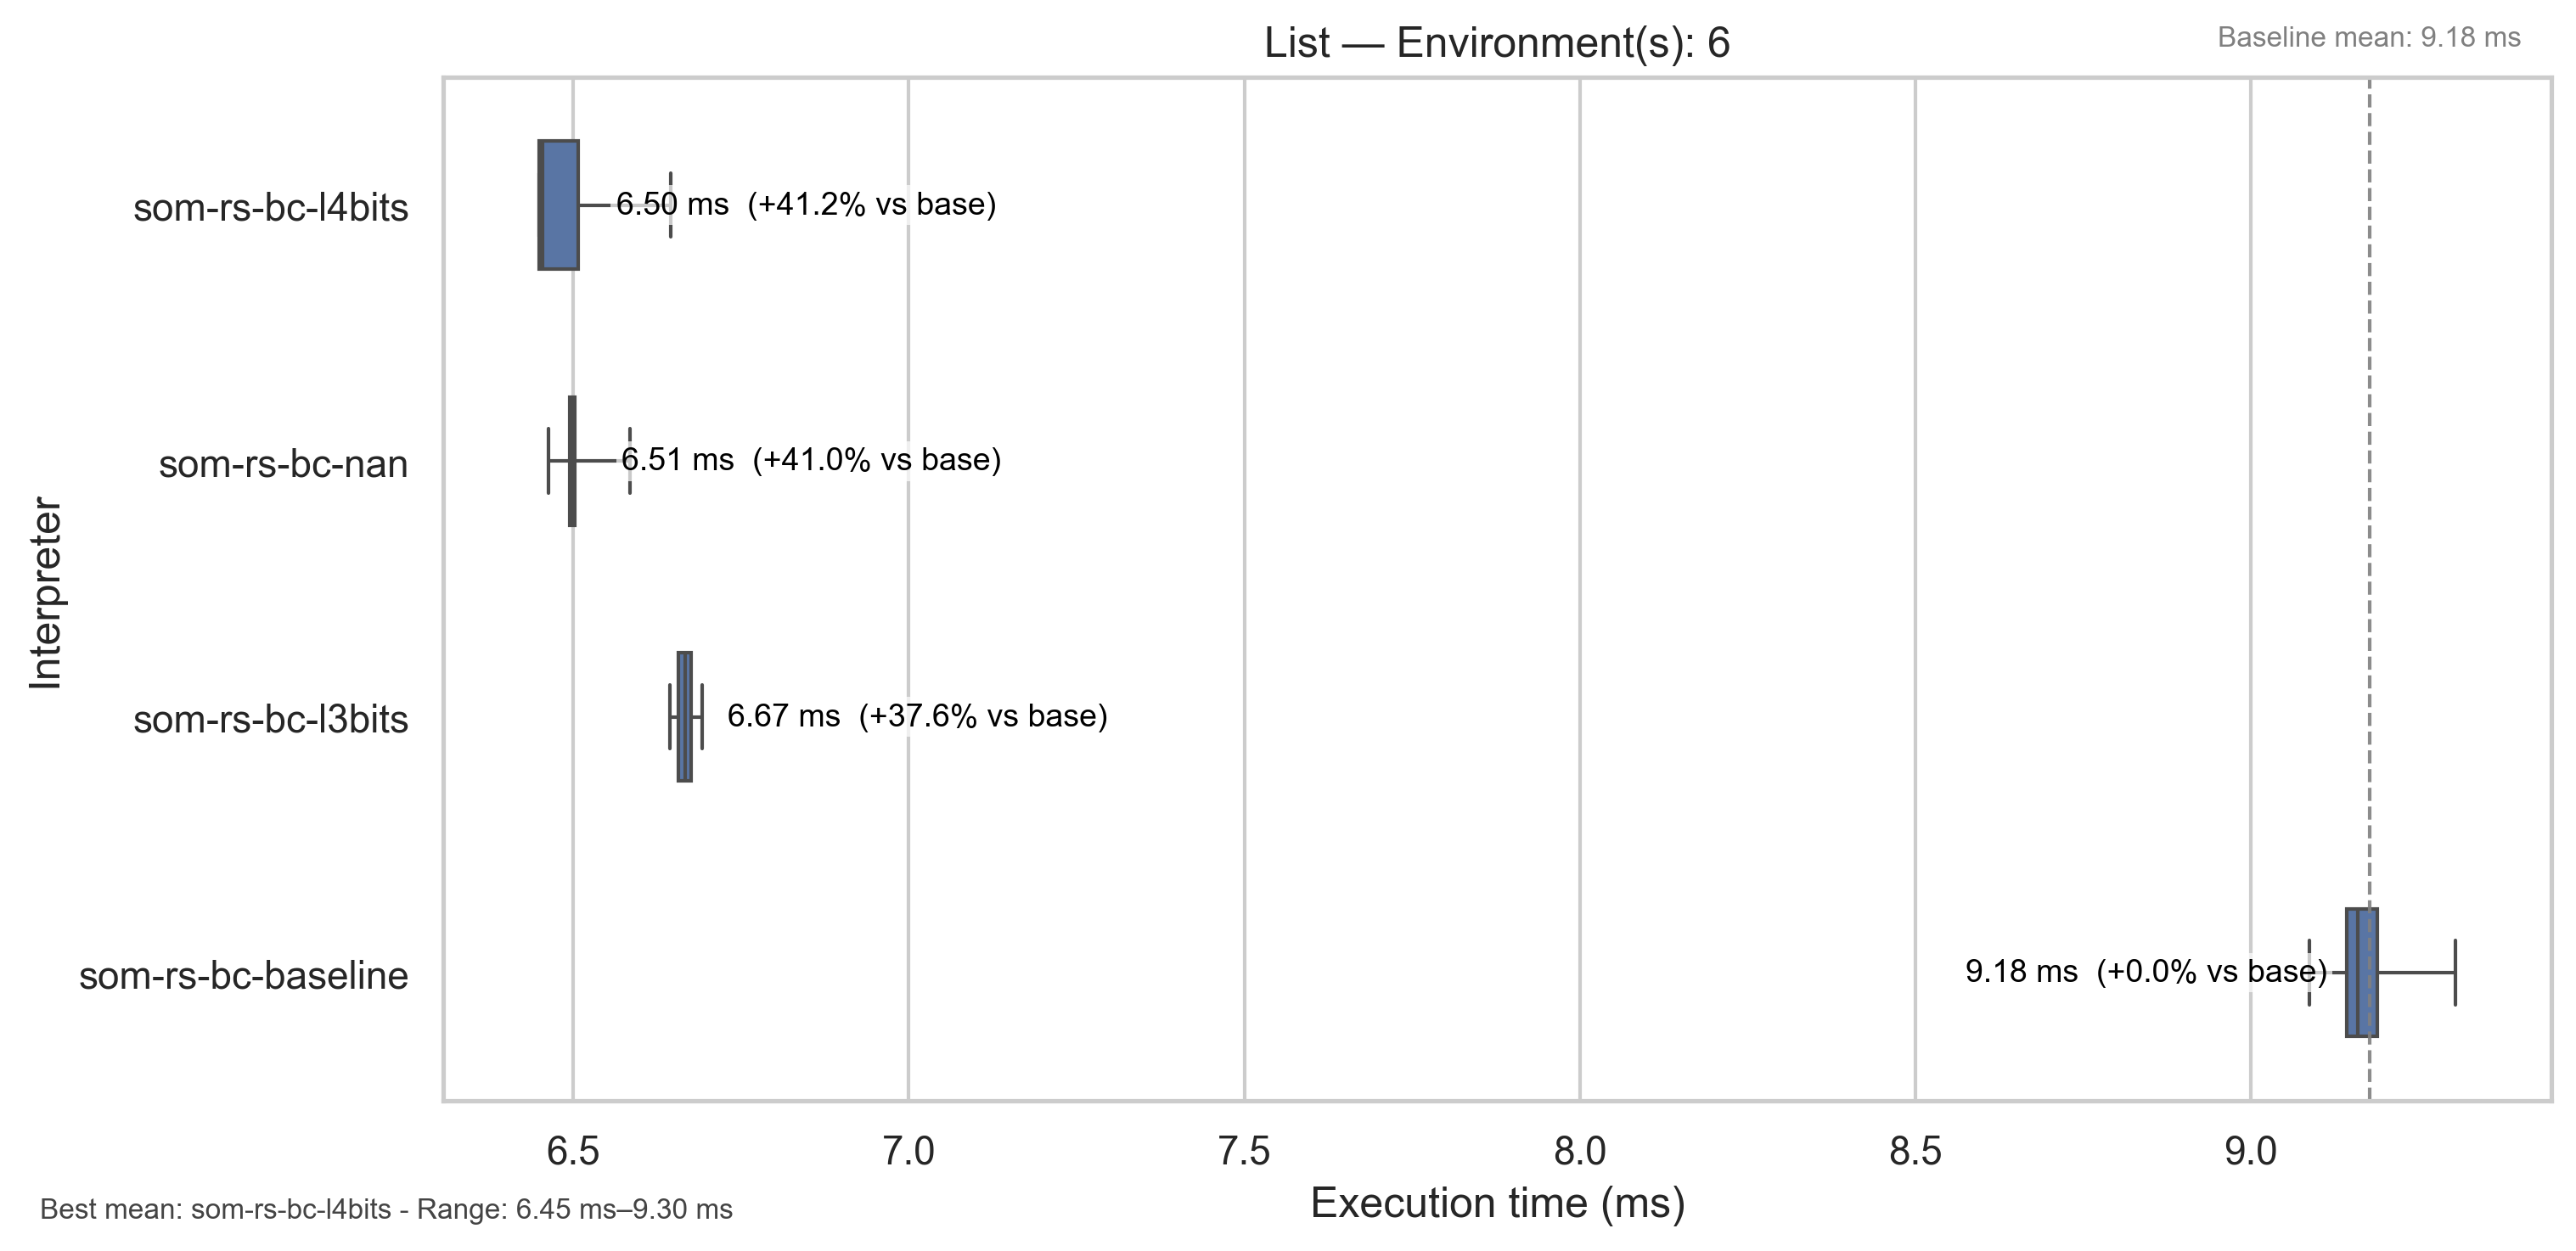 List — Environment(s): 6
Baseline mean: 9.18 ms
som-rs-bc-l4bits
6.50 ms (+41.2% vs base)
som-rs-bc-nan
6.51 ms (+41.0% vs base)
som-rs-bc-l3bits
6.67 ms (+37.6% vs base)
som-rs-bc-baseline
9.18 ms (+0.0% vs base)
Interpreter
6.5 7.0 7.5 8.0 8.5 9.0
Execution time (ms)
Best mean: som-rs-bc-l4bits - Range: 6.45 ms–9.30 ms